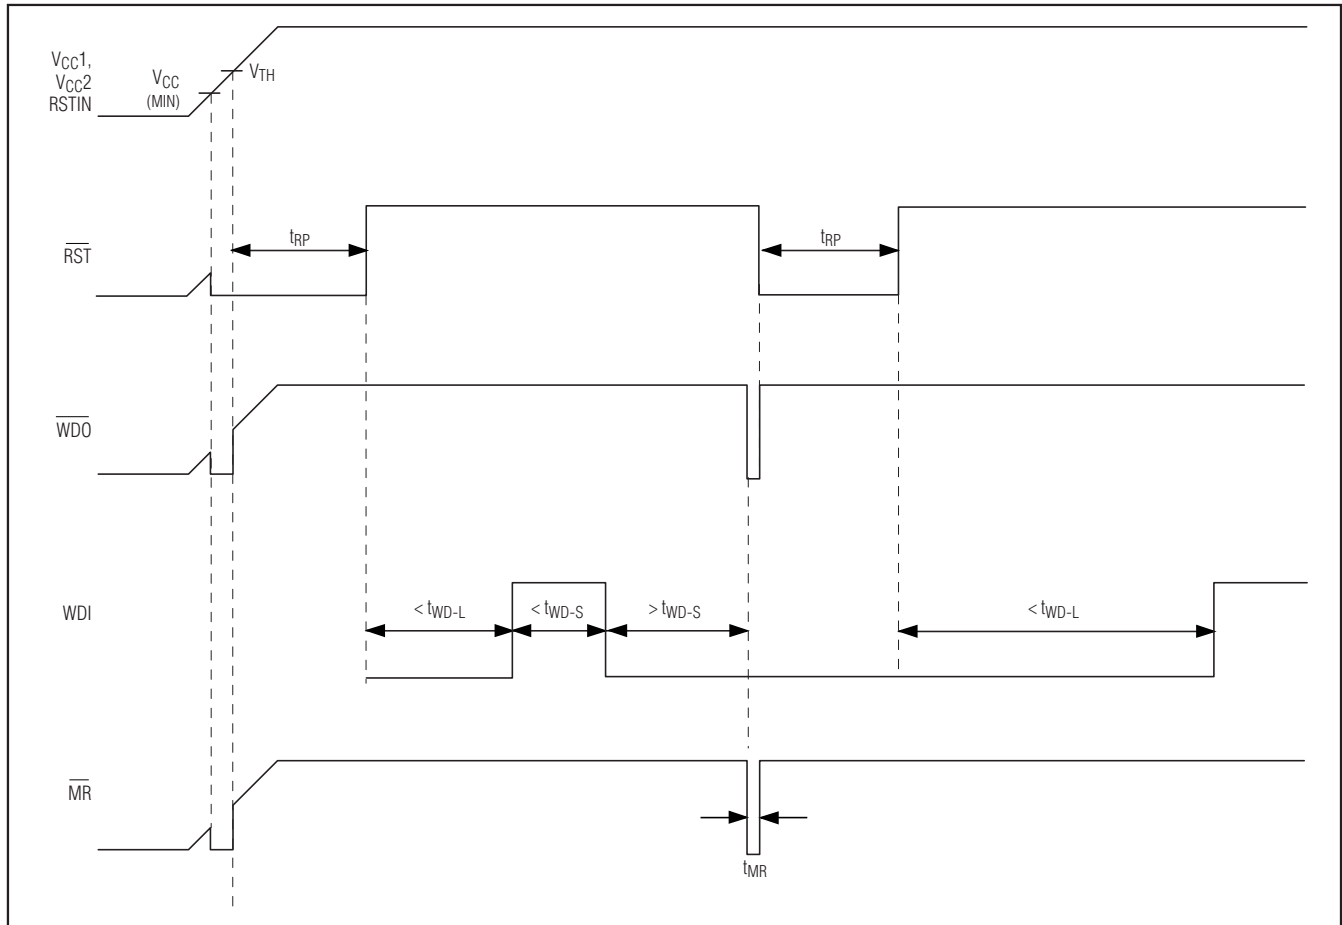 VCC1,
VCC2
RSTIN
VCC
(MIN)
VTH
RST
tRP
tRP
WDO
WDI
< tWD-L
< tWD-S
> tWD-S
< tWD-L
MR
tMR